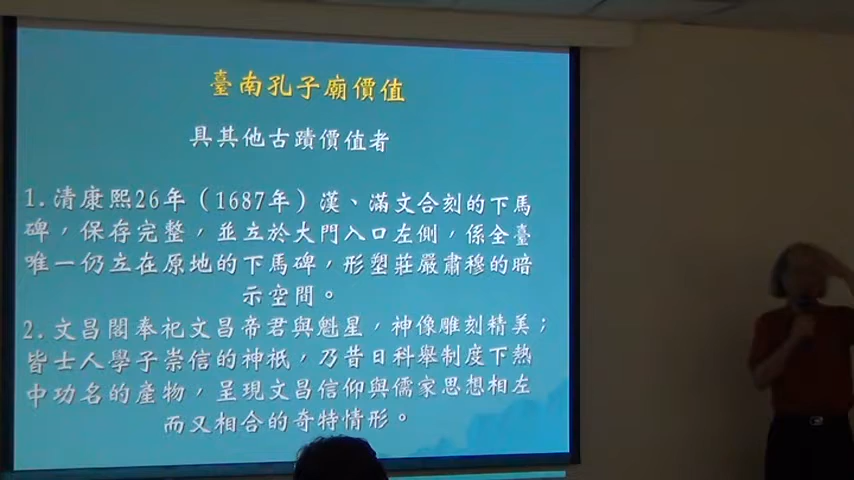 臺南孔子廟價值
具其他古蹟價值者
1.清康熙26年（1687年）漢、滿文合刻的下馬
碑，保存完整，並立於大門入口左側，係全臺
唯一仍立在原地的下馬碑，形塑莊嚴肅穆的暗
示空間。
2.文昌閣奉祀文昌帝君與魁星，神像雕刻精美；
皆士人學子崇信的神祇，乃昔日科舉制度下熱
中功名的產物，呈現文昌信仰與儒家思想相左
而又相合的奇特情形。